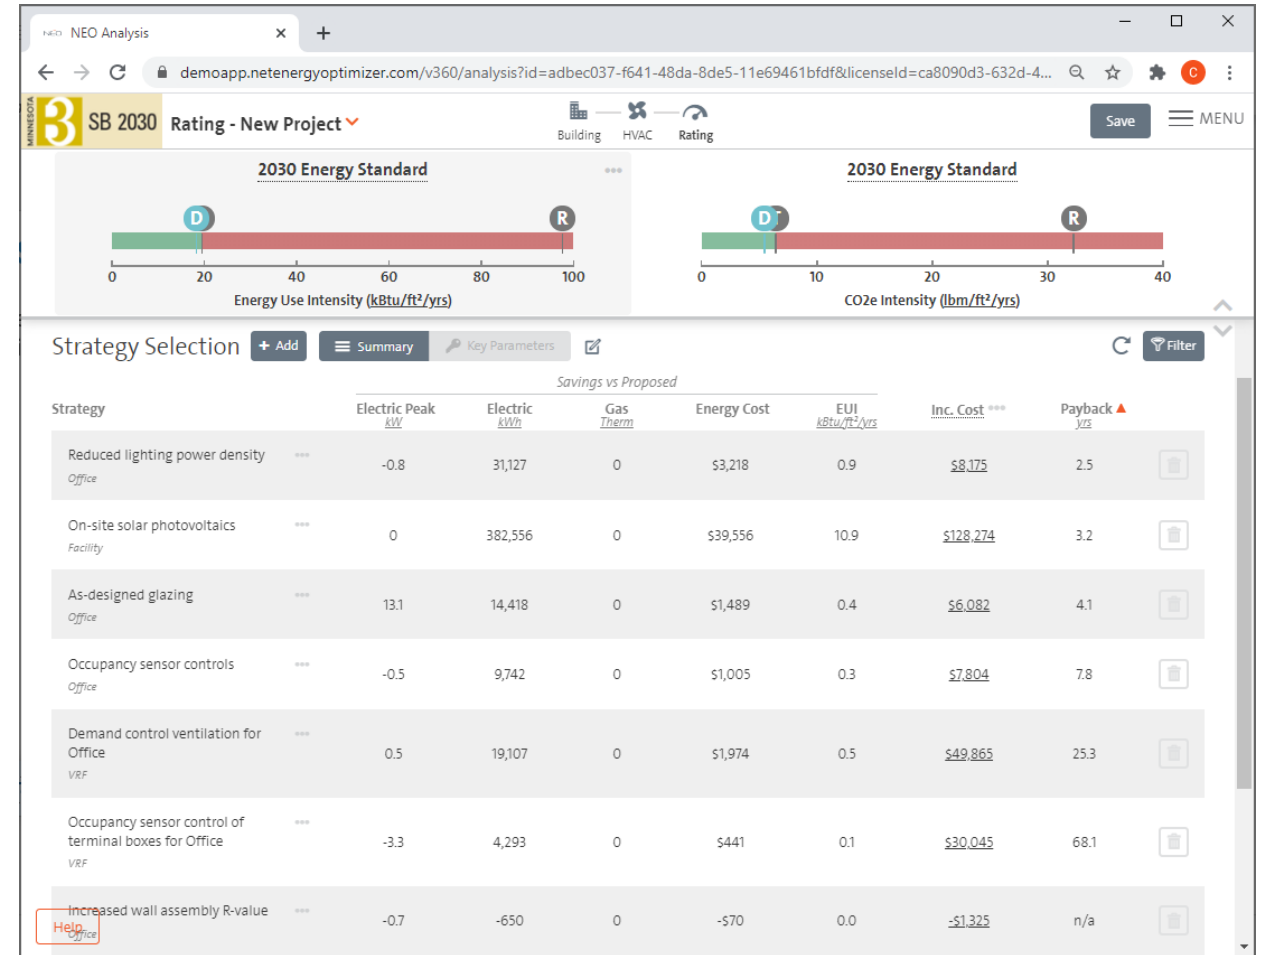 NEO NEO Analysis
demoapp.netenergyoptimizer.com/v360/analysis?id=adbec037-f641-48da-8de5-11e69461bfdf&licenseId=ca8090d3-632d-4...
C
MINNESOTA
3
SB 2030
Rating - New Project
Building
HVAC
Rating
Save
MENU
2030 Energy Standard
D
R
0 20 40 60 80 100
Energy Use Intensity (kBtu/ft²/yrs)
2030 Energy Standard
D
R
0 10 20 30 40
CO2e Intensity (lbm/ft²/yrs)
Strategy Selection
+ Add
Summary
Key Parameters
Filter
Savings vs Proposed
Strategy Electric Peak Electric Gas Energy Cost EUI Inc. Cost Payback
kW kWh Therm kBtu/ft²/yrs yrs
Reduced lighting power density
Office
-0.8 31,127 0 $3,218 0.9 $8,175 2.5
On-site solar photovoltaics
Facility
0 382,556 0 $39,556 10.9 $128,274 3.2
As-designed glazing
Office
13.1 14,418 0 $1,489 0.4 $6,082 4.1
Occupancy sensor controls
Office
-0.5 9,742 0 $1,005 0.3 $7,804 7.8
Demand control ventilation for
Office
VRF
0.5 19,107 0 $1,974 0.5 $49,865 25.3
Occupancy sensor control of
terminal boxes for Office
VRF
-3.3 4,293 0 $441 0.1 $30,045 68.1
Increased wall assembly R-value
Office
-0.7 -650 0 -$70 0.0 -$1,325 n/a
Help